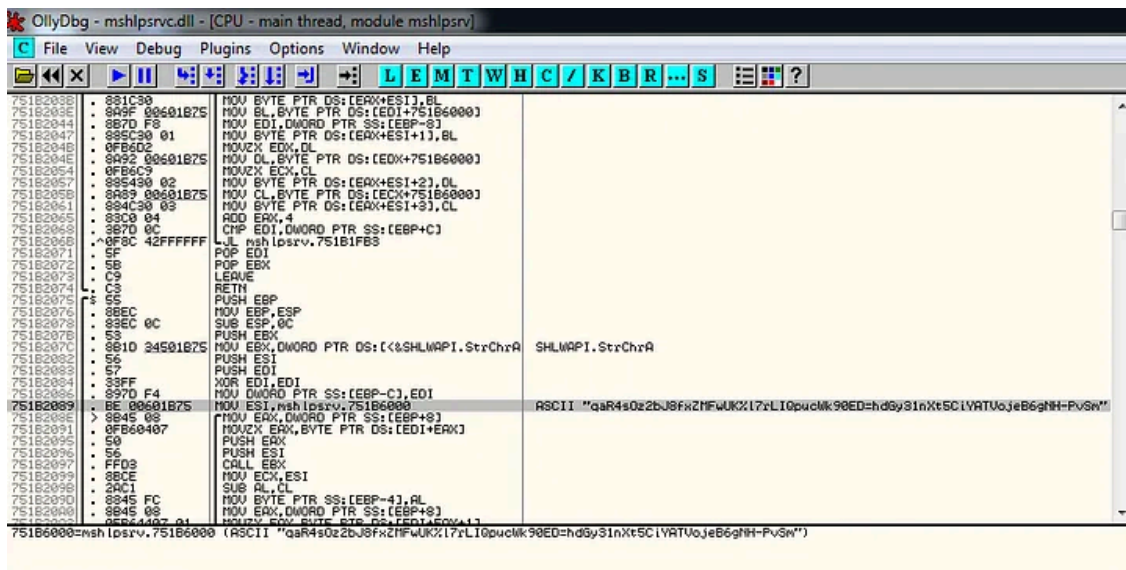 OllyDbg - mshlpsrvc.dll - [CPU - main thread, module mshlpsrv]
C File View Debug Plugins Options Window Help
L E M T W H C / K B R ... S ?
751B203B . 881C30 MOV BYTE PTR DS:[EAX+ESI],BL
751B203E . 8A9F 00601B75 MOV BL,BYTE PTR DS:[EDI+751B6000]
751B2044 . 8B7D F8 MOV EDI,DWORD PTR SS:[EBP-8]
751B2047 . 885C30 01 MOV BYTE PTR DS:[EAX+ESI+1],BL
751B204B . 0FB6D2 MOVZX EDX,DL
751B204E . 8A92 00601B75 MOV DL,BYTE PTR DS:[EDX+751B6000]
751B2054 . 0FB6C9 MOVZX ECX,CL
751B2057 . 885430 02 MOV BYTE PTR DS:[EAX+ESI+2],DL
751B205B . 8A89 00601B75 MOV CL,BYTE PTR DS:[ECX+751B6000]
751B2061 . 884C30 03 MOV BYTE PTR DS:[EAX+ESI+3],CL
751B2065 . 83C0 04 ADD EAX,4
751B2068 . 3B7D 0C CMP EDI,DWORD PTR SS:[EBP+C]
751B206B .^0F8C 42FFFFFF JL mshlpsrv.751B1FB3
751B2071 . 5F POP EDI
751B2072 . 5B POP EBX
751B2073 . C9 LEAVE
751B2074 . C3 RETN
751B2075 $ 55 PUSH EBP
751B2076 . 8BEC MOV EBP,ESP
751B2078 . 83EC 0C SUB ESP,0C
751B207B . 53 PUSH EBX
751B207C . 8B1D 34501B75 MOV EBX,DWORD PTR DS:[<&SHLWAPI.StrChrA SHLWAPI.StrChrA
751B2082 . 56 PUSH ESI
751B2083 . 57 PUSH EDI
751B2084 . 33FF XOR EDI,EDI
751B2086 . 897D F4 MOV DWORD PTR SS:[EBP-C],EDI
751B2089 . BE 00601B75 MOV ESI,mshlpsrv.751B6000 ASCII "qaR4sOz2bJ8fxZMFwUK%l7rLIQpucWk90ED=hdGy31nXt5CiYATVojeB6gNH-PvSm"
751B208E > 8B45 08 MOV EAX,DWORD PTR SS:[EBP+8]
751B2091 . 0FB60407 MOVZX EAX,BYTE PTR DS:[EDI+EAX]
751B2095 . 50 PUSH EAX
751B2096 . 56 PUSH ESI
751B2097 . FFD3 CALL EBX
751B2099 . 8BCE MOV ECX,ESI
751B209B . 2AC1 SUB AL,CL
751B209D . 8845 FC MOV BYTE PTR SS:[EBP-4],AL
751B20A0 . 8B45 08 MOV EAX,DWORD PTR SS:[EBP+8]
751B6000=mshlpsrv.751B6000 (ASCII "qaR4sOz2bJ8fxZMFwUK%l7rLIQpucWk90ED=hdGy31nXt5CiYATVojeB6gNH-PvSm")